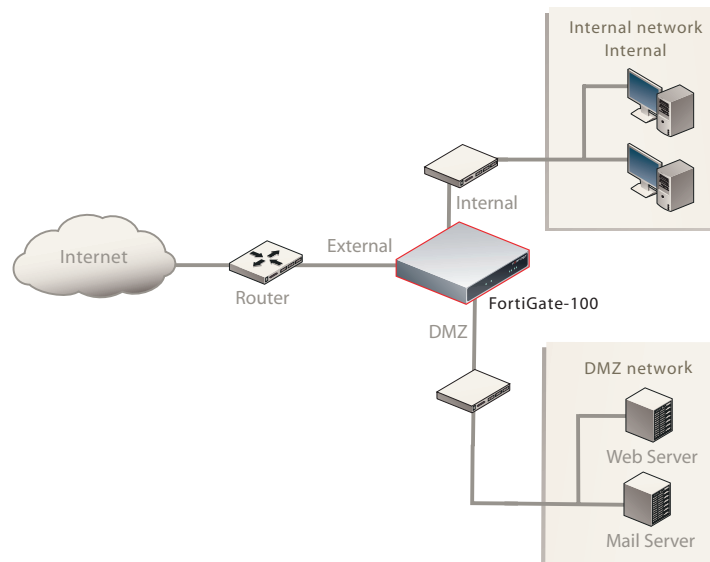 Internal network
Internal
Internal
Internet
External
Router
FortiGate-100
DMZ
DMZ network
Web Server
Mail Server